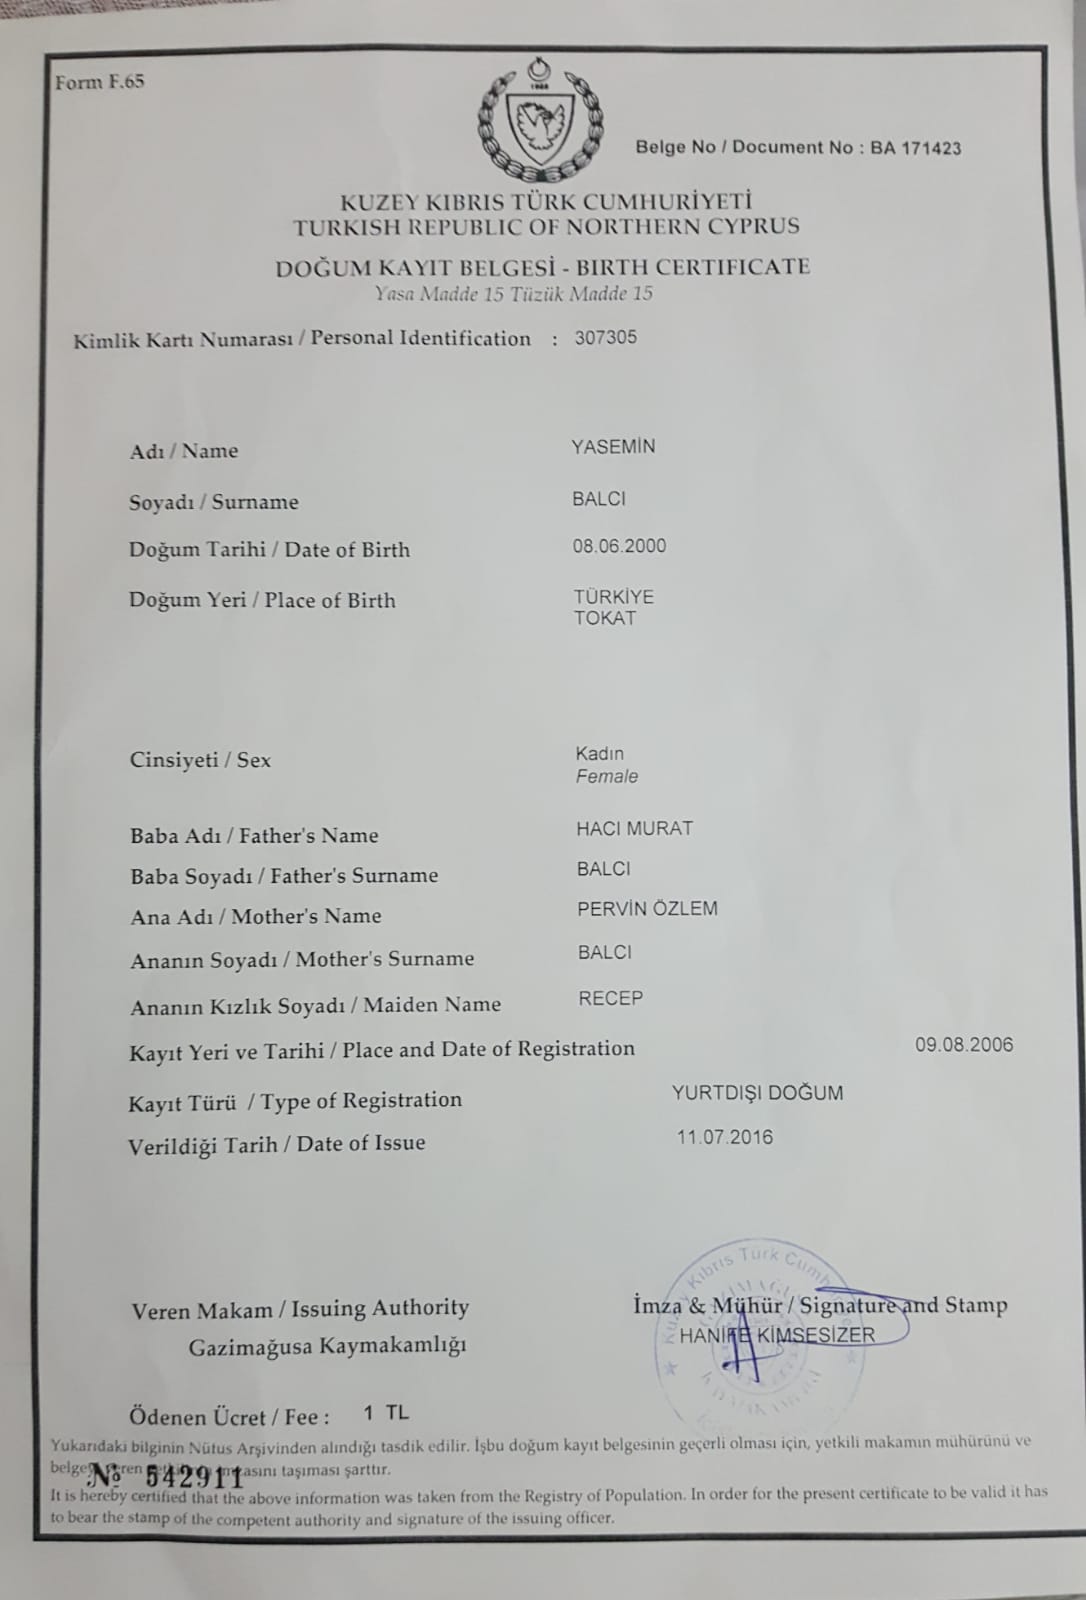 Form F.65
1983
Belge No / Document No : BA 171423
KUZEY KIBRIS TÜRK CUMHURİYETİ
TURKISH REPUBLIC OF NORTHERN CYPRUS
DOĞUM KAYIT BELGESİ - BIRTH CERTIFICATE
Yasa Madde 15 Tüzük Madde 15
Kimlik Kartı Numarası / Personal Identification : 307305
Adı / Name YASEMİN
Soyadı / Surname BALCI
Doğum Tarihi / Date of Birth 08.06.2000
Doğum Yeri / Place of Birth TÜRKİYE
TOKAT
Cinsiyeti / Sex Kadın
Female
Baba Adı / Father's Name HACI MURAT
Baba Soyadı / Father's Surname BALCI
Ana Adı / Mother's Name PERVİN ÖZLEM
Ananın Soyadı / Mother's Surname BALCI
Ananın Kızlık Soyadı / Maiden Name RECEP
Kayıt Yeri ve Tarihi / Place and Date of Registration 09.08.2006
Kayıt Türü / Type of Registration YURTDIŞI DOĞUM
Verildiği Tarih / Date of Issue 11.07.2016
Veren Makam / Issuing Authority İmza & Mühür / Signature and Stamp
Gazimağusa Kaymakamlığı HANİFE KİMSESİZER
Kuzey Kıbrıs Türk
Ödenen Ücret / Fee : 1 TL
Yukarıdaki bilginin Nütus Arşivinden alındığı tasdik edilir. İşbu doğum kayıt belgesinin geçerli olması için, yetkili makamın mühürünü ve
imzasını taşıması şarttır.
№ 542911
It is hereby certified that the above information was taken from the Registry of Population. In order for the present certificate to be valid it has
to bear the stamp of the competent authority and signature of the issuing officer.